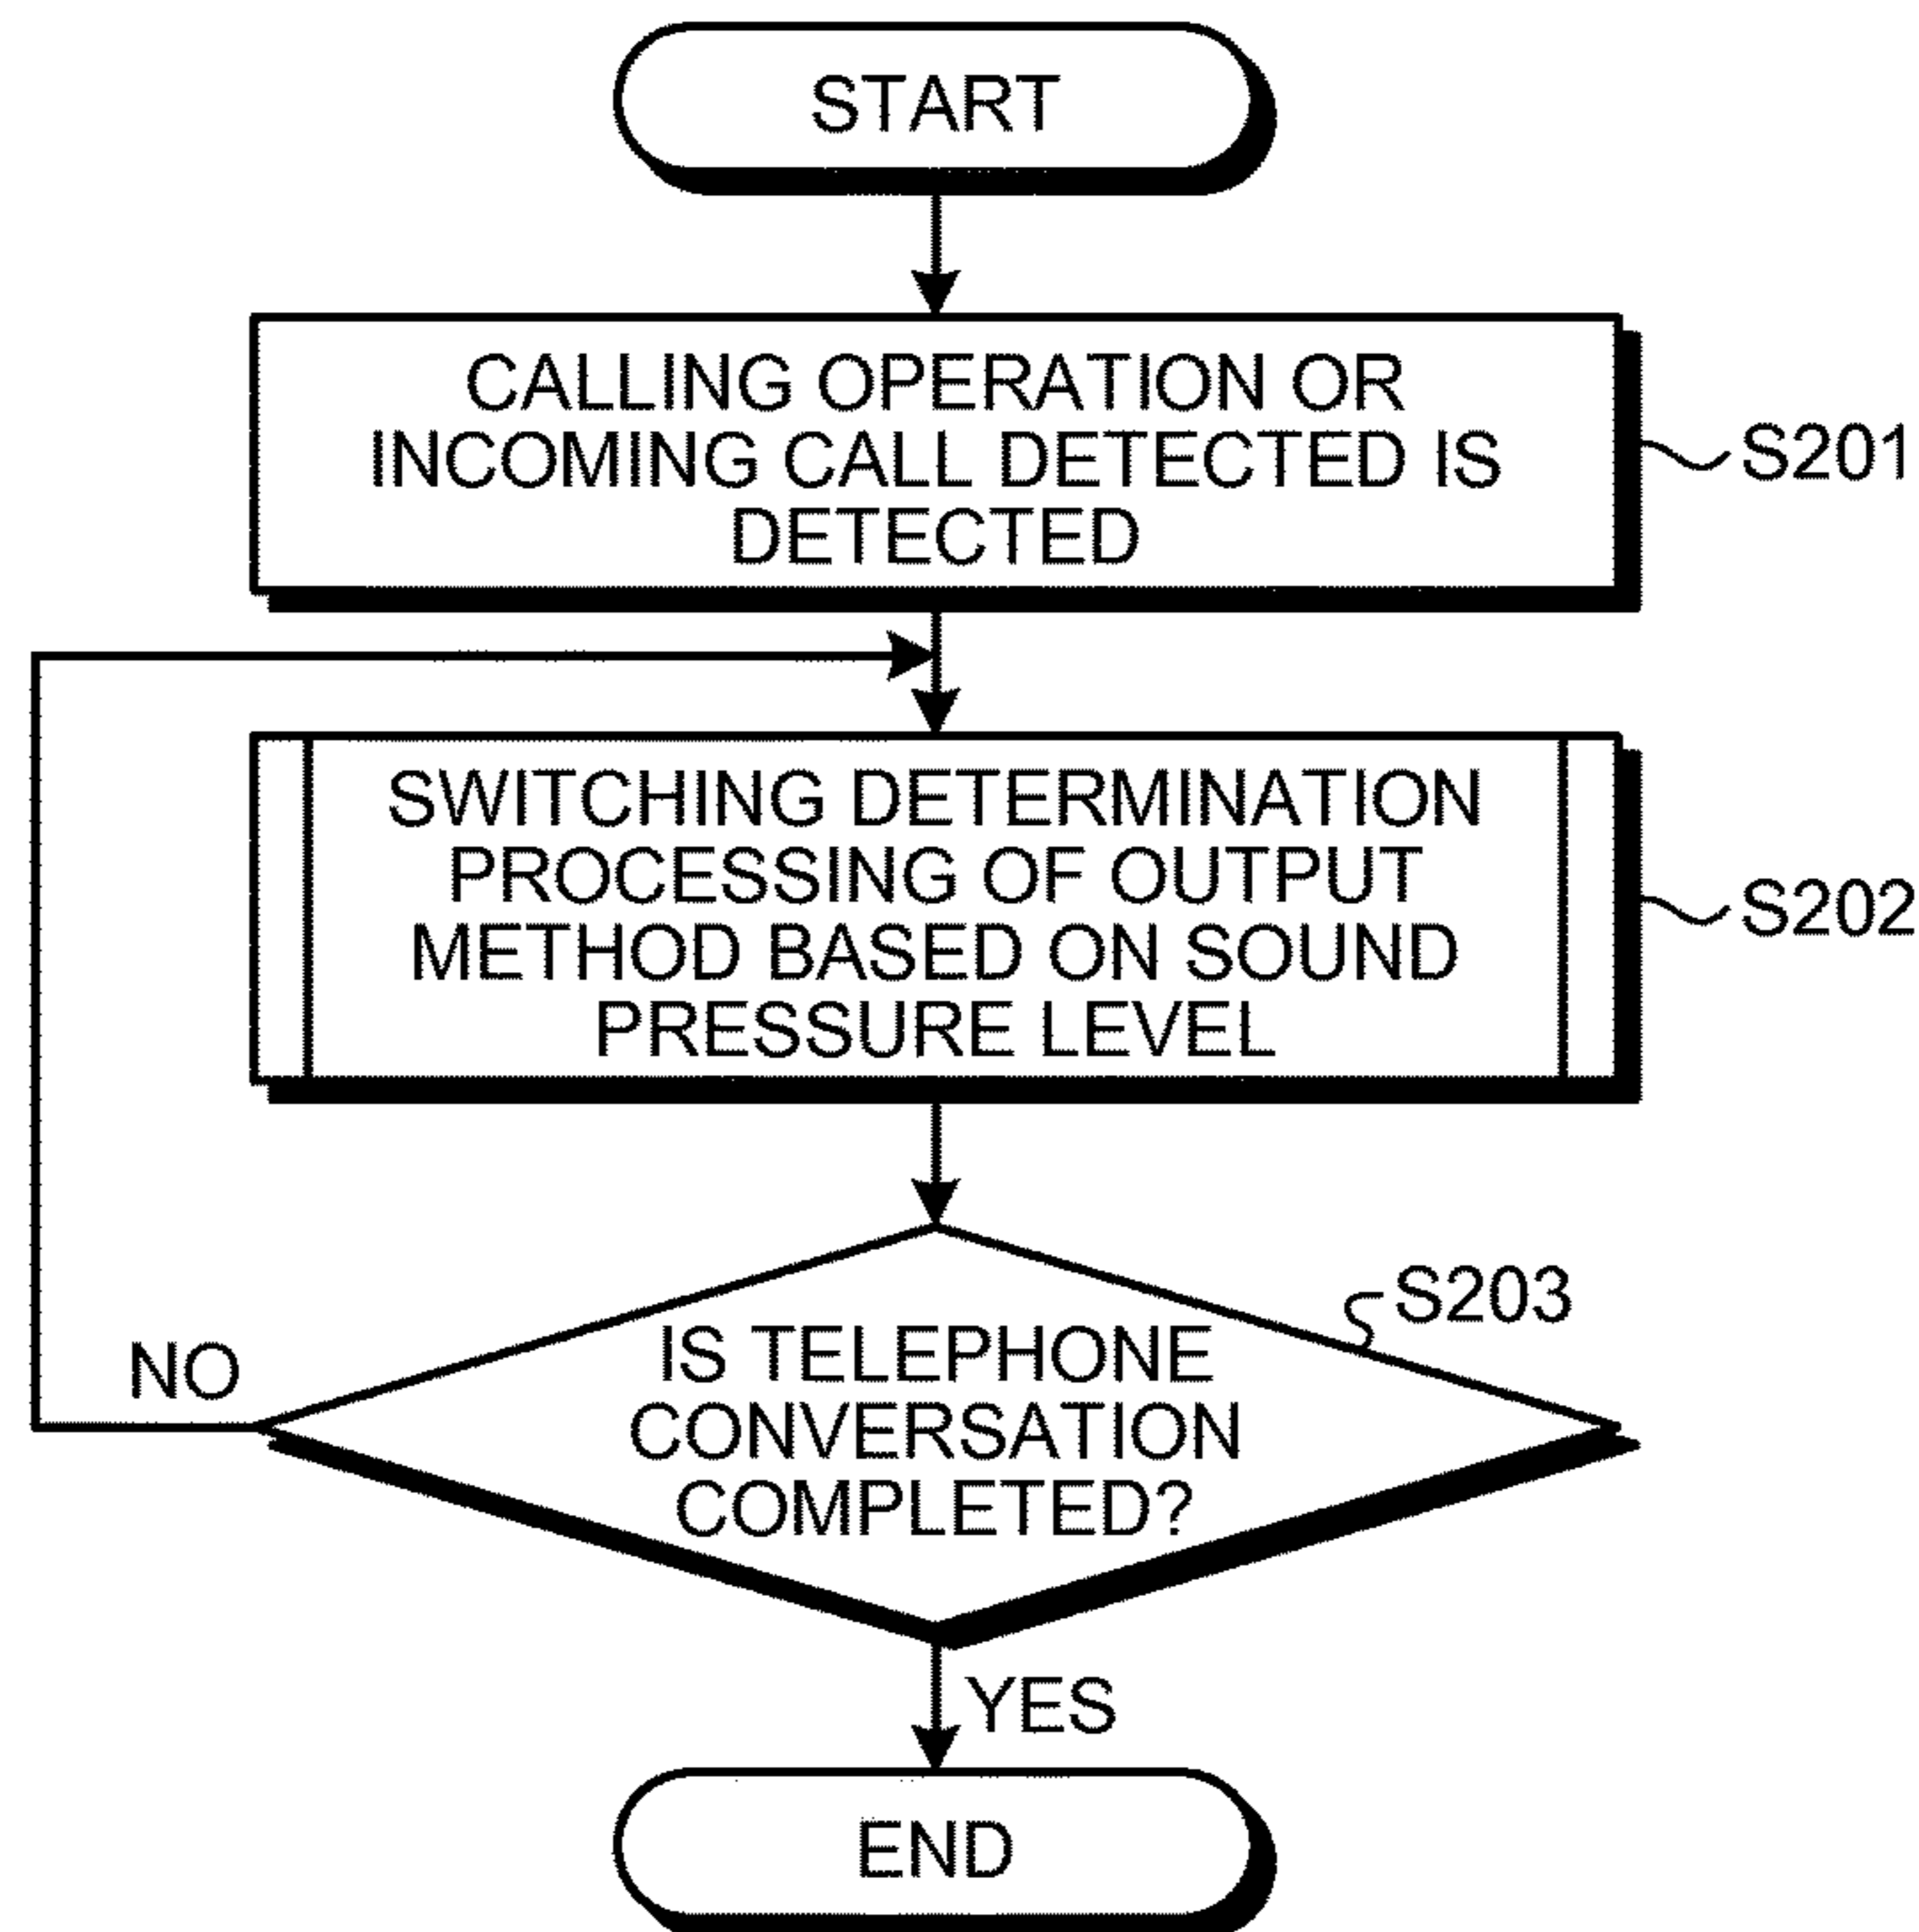 START
CALLING OPERATION OR
INCOMING CALL DETECTED IS
DETECTED
S201
SWITCHING DETERMINATION
PROCESSING OF OUTPUT
METHOD BASED ON SOUND
PRESSURE LEVEL
S202
S203
IS TELEPHONE
CONVERSATION
COMPLETED?
NO
YES
END